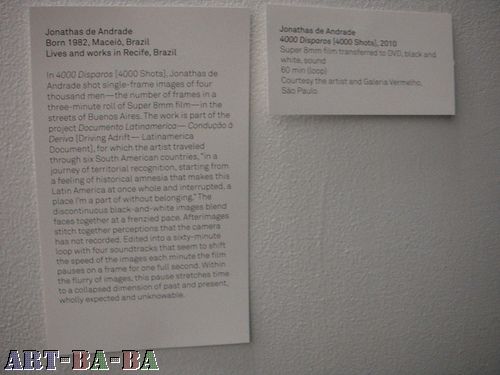 Jonathas de Andrade
Born 1982, Maceió, Brazil
Lives and works in Recife, Brazil
In 4000 Disparos [4000 Shots], Jonathas de
Andrade shot single-frame images of four
thousand men—the number of frames in a
three-minute roll of Super 8mm film—in
the streets of Buenos Aires. The work is part of the
project Documento Latinamerica—Condução à
Deriva [Driving Adrift—Latinamerica
Document], for which the artist traveled
through six South American countries, "in a
journey of territorial recognition, starting from
a feeling of historical amnesia that makes this
Latin America at once whole and interrupted, a
place I'm a part of without belonging." The
discontinuous black-and-white images blend
faces together at a frenzied pace. Afterimages
stitch together perceptions that the camera
has not recorded. Edited into a sixty-minute
loop with four soundtracks that seem to shift
the speed of the images each minute the film
pauses on a frame for one full second. Within
the flurry of images, this pause stretches time
to a collapsed dimension of past and present,
wholly expected and unknowable.
Jonathas de Andrade
4000 Disparos [4000 Shots], 2010
Super 8mm film transferred to DVD, black and
white, sound
60 min (loop)
Courtesy the artist and Galeria Vermelho,
São Paulo
ART-BA-BA